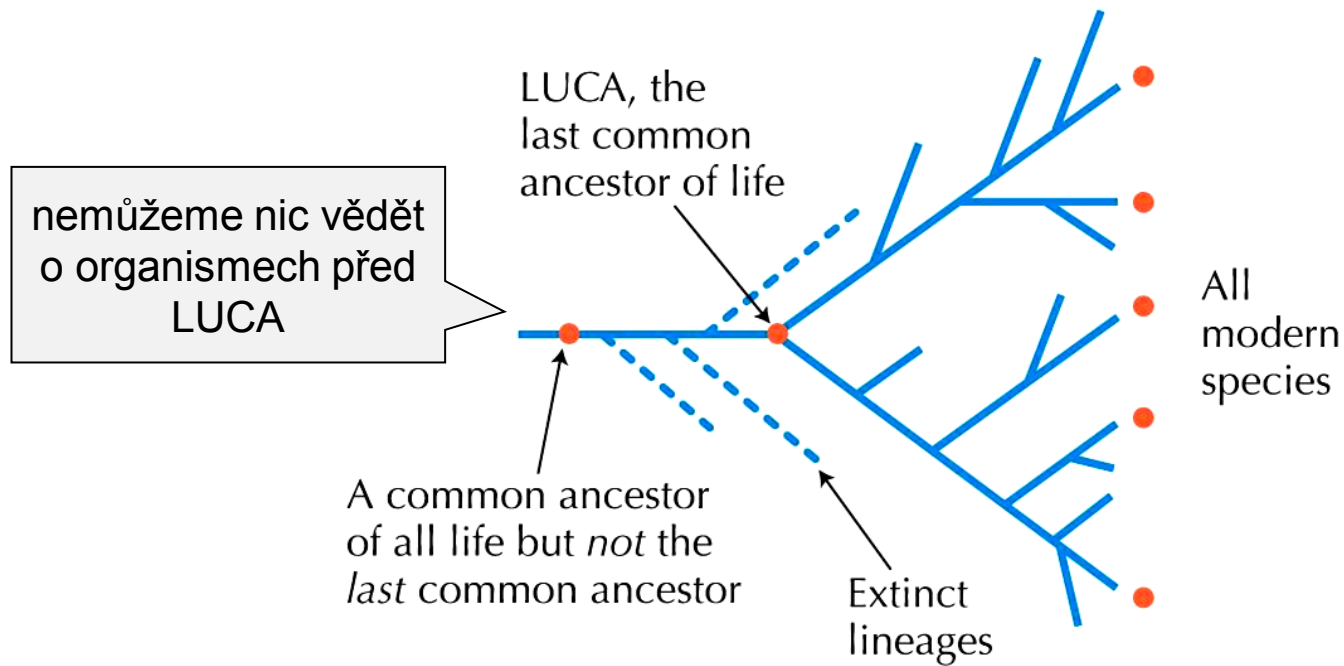 LUCA, the
last common
ancestor of life
nemůžeme nic vědět
o organismech před
LUCA
All
modern
species
A common ancestor
of all life but not the
last common ancestor
Extinct
lineages